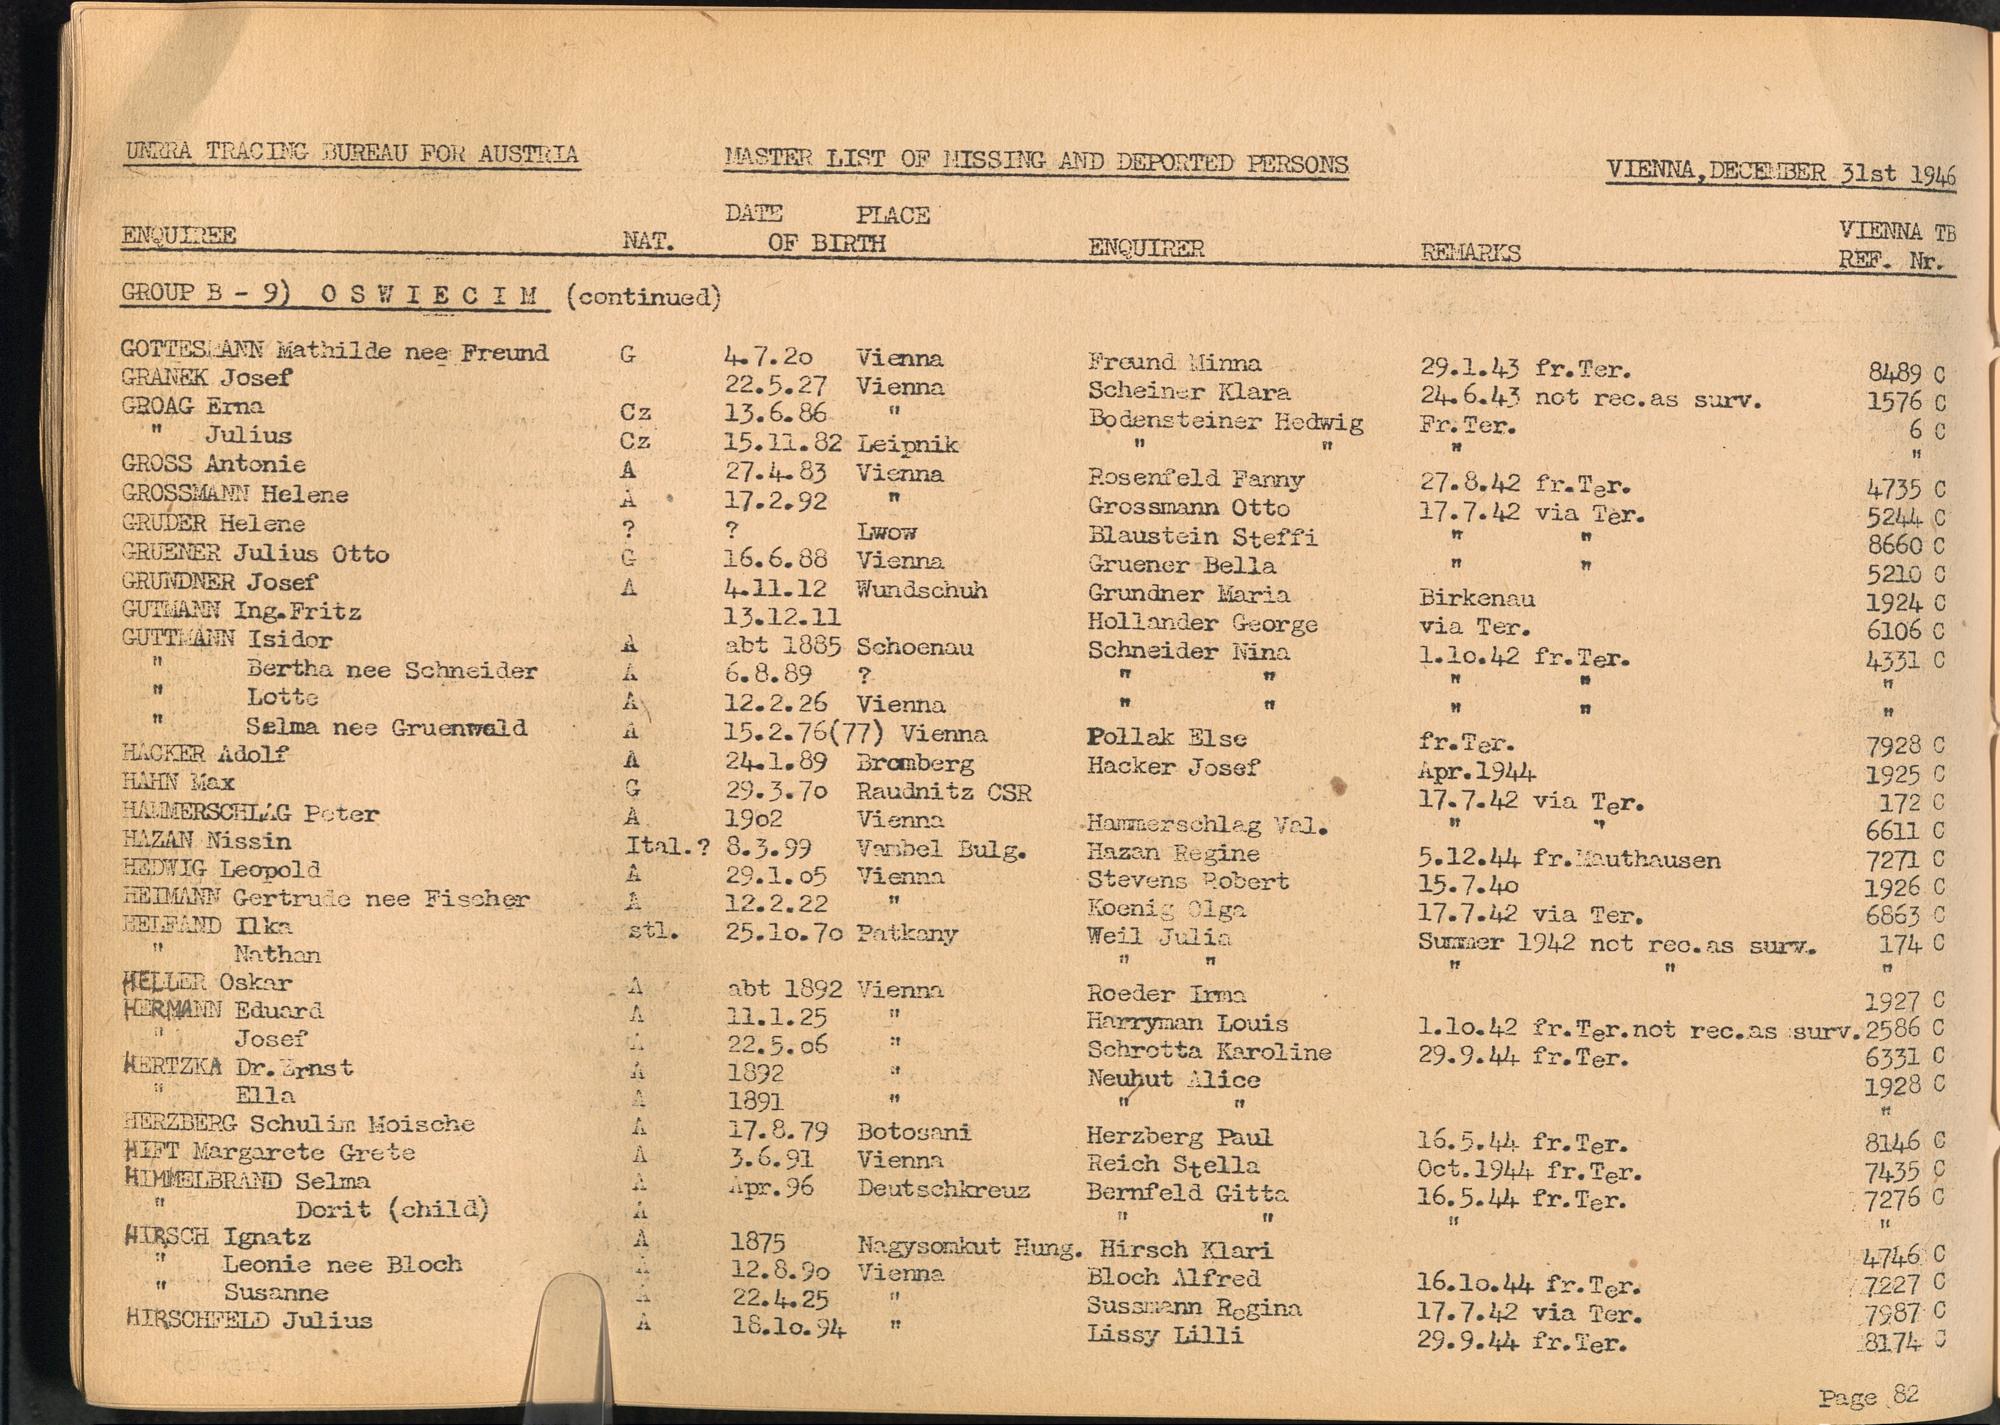 UNRRA TRACING BUREAU FOR AUSTRIA MASTER LIST OF MISSING AND DEPORTED PERSONS VIENNA,DECEMBER 31st 1946
ENQUIREE NAT. DATE PLACE OF BIRTH ENQUIRER REMARKS VIENNA TB REF. Nr.
GROUP B - 9) O S W I E C I M (continued)
GOTTESMANN Mathilde nee Freund G 4.7.2o Vienna Freund Minna 29.1.43 fr.Ter. 8489 C
GRANEK Josef 22.5.27 Vienna Scheiner Klara 24.6.43 not rec.as surv. 1576 C
GROAG Erna Cz 13.6.86 " Bodensteiner Hedwig Fr.Ter. 6 C
" Julius Cz 15.11.82 Leipnik " " " "
GROSS Antonie A 27.4.83 Vienna Rosenfeld Fanny 27.8.42 fr.Ter. 4735 C
GROSSMANN Helene A 17.2.92 " Grossmann Otto 17.7.42 via Ter. 5244 C
GRUDER Helene ? ? Lwow Blaustein Steffi " " 8660 C
GRUENER Julius Otto G 16.6.88 Vienna Gruener Bella " " 5210 C
GRUNDNER Josef A 4.11.12 Wundschuh Grundner Maria Birkenau 1924 C
GUTMANN Ing.Fritz 13.12.11 Hollander George via Ter. 6106 C
GUTTMANN Isidor A abt 1885 Schoenau Schneider Nina 1.1o.42 fr.Ter. 4331 C
" Bertha nee Schneider A 6.8.89 ? " " " " "
" Lotte A 12.2.26 Vienna " " " " "
" Selma nee Gruenwald A 15.2.76(77) Vienna Pollak Else fr.Ter. 7928 C
HACKER Adolf A 24.1.89 Bromberg Hacker Josef Apr.1944 1925 C
HAHN Max G 29.3.7o Raudnitz CSR 17.7.42 via Ter. 172 C
HAMMERSCHLAG Peter A 19o2 Vienna Hammerschlag Val. " " 6611 C
HAZAN Nissin Ital.? 8.3.99 Vambel Bulg. Hazan Regine 5.12.44 fr.Mauthausen 7271 C
HEDWIG Leopold A 29.1.o5 Vienna Stevens Robert 15.7.4o 1926 C
HEIMANN Gertrude nee Fischer A 12.2.22 " Koenig Olga 17.7.42 via Ter. 6863 C
HELFAND Ilka stl. 25.1o.7o Patkany Weil Julia Summer 1942 not rec.as surv. 174 C
" Nathan " " " " "
HELLER Oskar A abt 1892 Vienna Roeder Irma 1927 C
HERMANN Eduard A 11.1.25 " Harryman Louis 1.1o.42 fr.Ter.not rec.as surv. 2586 C
" Josef A 22.5.o6 " Schrotta Karoline 29.9.44 fr.Ter. 6331 C
HERTZKA Dr.Ernst A 1892 " Neuhut Alice 1928 C
" Ella A 1891 " " " "
HERZBERG Schulim Moische A 17.8.79 Botosani Herzberg Paul 16.5.44 fr.Ter. 8146 C
HIFT Margarete Grete A 3.6.91 Vienna Reich Stella Oct.1944 fr.Ter. 7435 C
HIMMELBRAND Selma A Apr.96 Deutschkreuz Bernfeld Gitta 16.5.44 fr.Ter. 7276 C
" Dorit (child) A " " " "
HIRSCH Ignatz A 1875 Nagysomkut Hung. Hirsch Klari 4746 C
" Leonie nee Bloch A 12.8.9o Vienna Bloch Alfred 16.1o.44 fr.Ter. 7227 C
" Susanne A 22.4.25 " Sussmann Regina 17.7.42 via Ter. 7987 C
HIRSCHFELD Julius A 18.1o.94 " Lissy Lilli 29.9.44 fr.Ter. 8174 C
Page 82